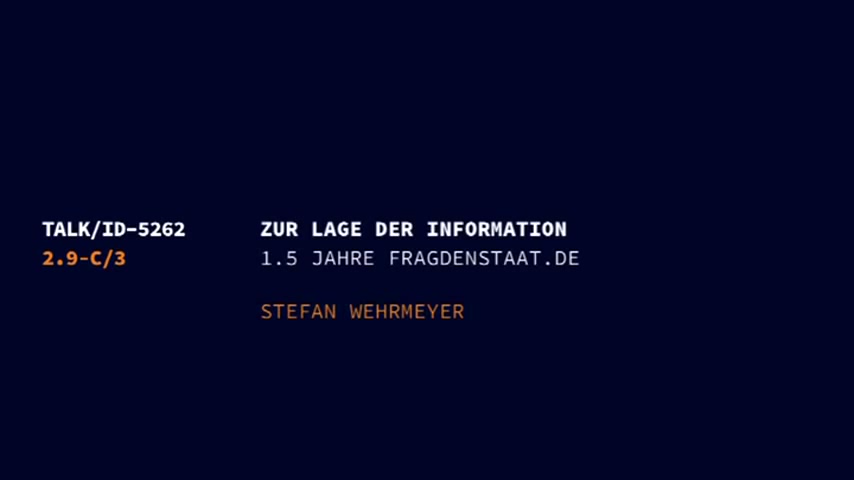 TALK/ID-5262
2.9-C/3
ZUR LAGE DER INFORMATION
1.5 JAHRE FRAGDENSTAAT.DE
STEFAN WEHRMEYER